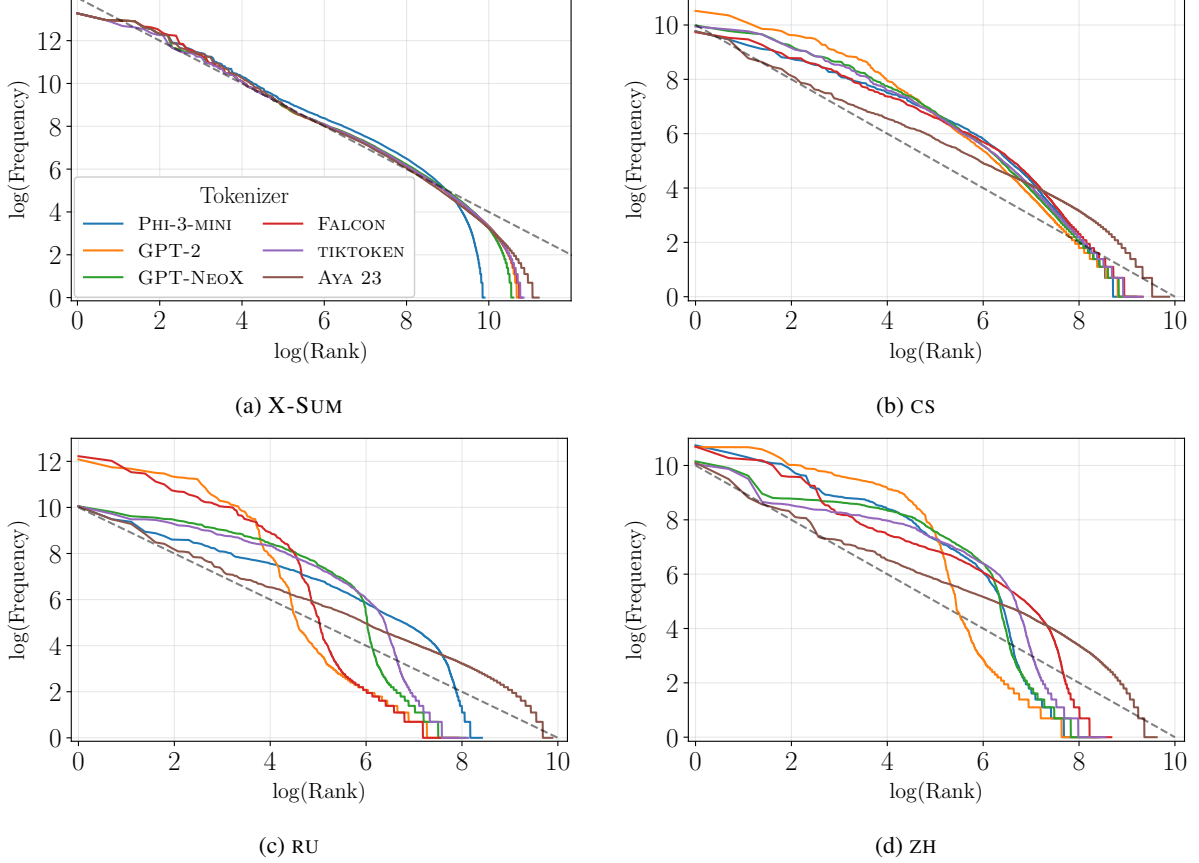 12
10
8
6
4
2
0
log(Frequency)
Tokenizer
PHI-3-MINI
GPT-2
GPT-NEOX
FALCON
TIKTOKEN
AYA 23
0 2 4 6 8 10
log(Rank)
(a) X-SUM
10
8
6
4
2
0
log(Frequency)
0 2 4 6 8 10
log(Rank)
(b) CS
12
10
8
6
4
2
0
log(Frequency)
0 2 4 6 8 10
log(Rank)
(c) RU
10
8
6
4
2
0
log(Frequency)
0 2 4 6 8 10
log(Rank)
(d) ZH